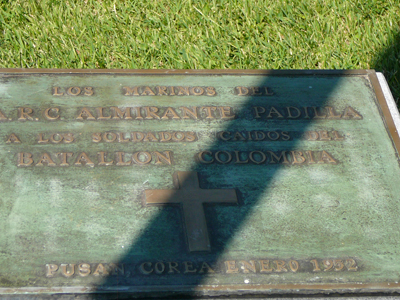 LOS MARINOS DEL
A.R.C. ALMIRANTE PADILLA
A LOS SOLDADOS CAIDOS DEL
BATALLON COLOMBIA
PUSAN, COREA ENERO 1952